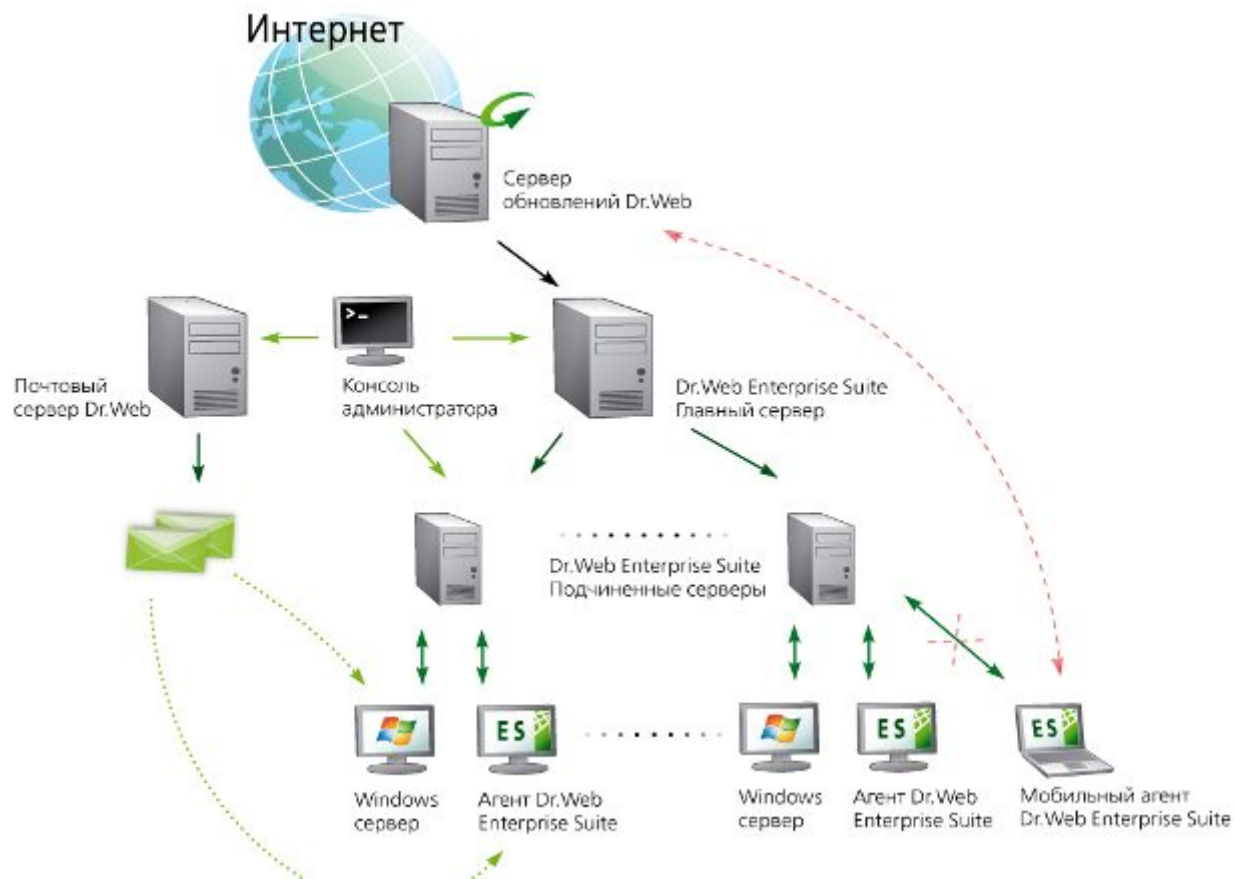 Интернет
Сервер
обновлений Dr.Web
>_
Почтовый
сервер Dr.Web
Консоль
администратора
Dr.Web Enterprise Suite
Главный сервер
Dr.Web Enterprise Suite
Подчиненные серверы
ES
ES
ES
Windows
сервер
Агент Dr.Web
Enterprise Suite
Windows
сервер
Агент Dr.Web
Enterprise Suite
Мобильный агент
Dr.Web Enterprise Suite